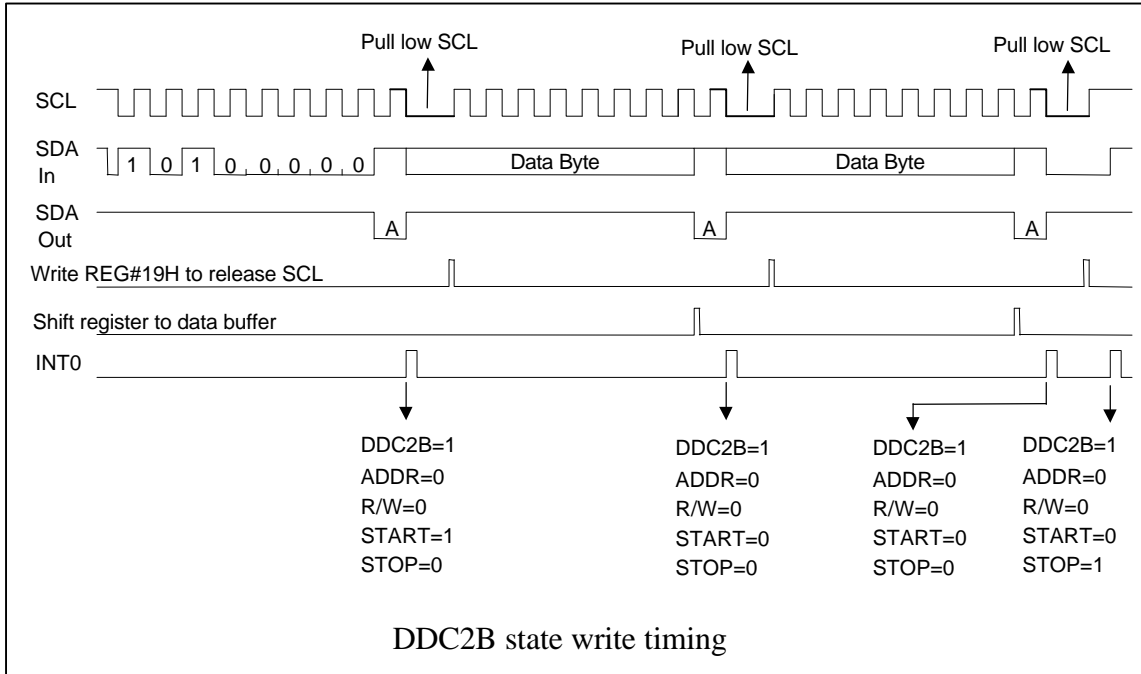 Pull low SCL Pull low SCL Pull low SCL
SCL
SDA
In
1 0 1 0 0 0 0 0 Data Byte Data Byte
SDA
Out
A A A
Write REG#19H to release SCL
Shift register to data buffer
INT0
DDC2B=1 DDC2B=1 DDC2B=1 DDC2B=1
ADDR=0 ADDR=0 ADDR=0 ADDR=0
R/W=0 R/W=0 R/W=0 R/W=0
START=1 START=0 START=0 START=0
STOP=0 STOP=0 STOP=0 STOP=1
DDC2B state write timing